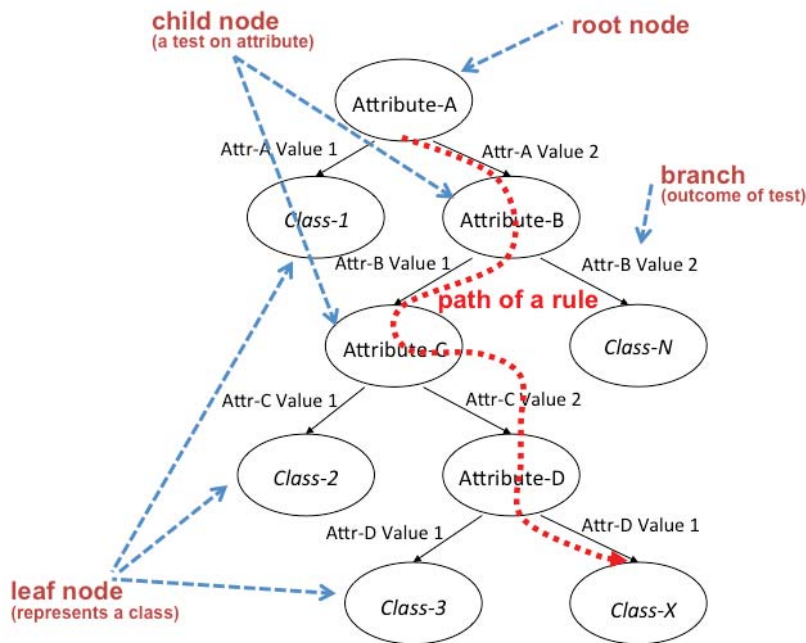 child node
(a test on attribute)
root node
Attribute-A
Attr-A Value 1
Attr-A Value 2
branch
(outcome of test)
Class-1
Attribute-B
Attr-B Value 1
Attr-B Value 2
path of a rule
Attribute-C
Class-N
Attr-C Value 1
Attr-C Value 2
Class-2
Attribute-D
Attr-D Value 1
Attr-D Value 1
leaf node
(represents a class)
Class-3
Class-X